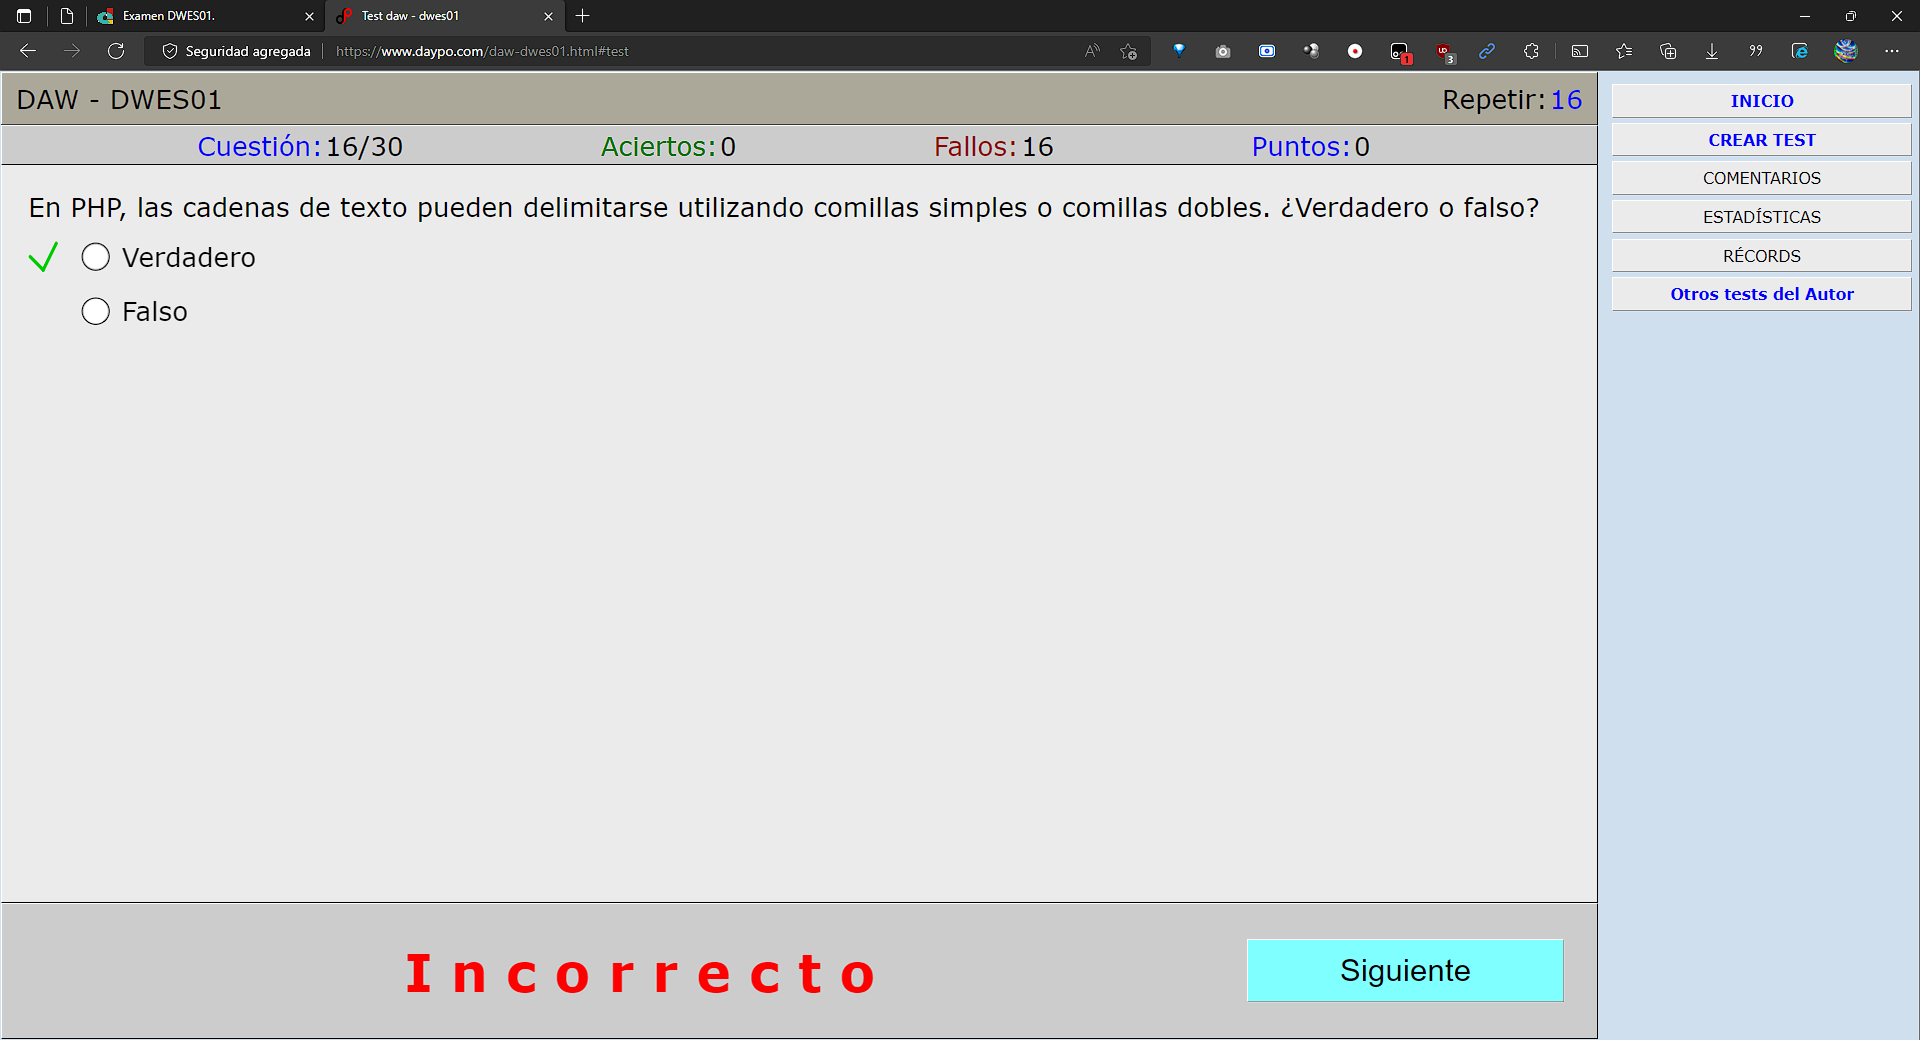 Examen DWES01.
Test daw - dwes01
Seguridad agregada
https://www.daypo.com/daw-dwes01.html#test
1
3
DAW - DWES01
Repetir: 16
Cuestión: 16/30
Aciertos: 0
Fallos: 16
Puntos: 0
En PHP, las cadenas de texto pueden delimitarse utilizando comillas simples o comillas dobles. ¿Verdadero o falso?
Verdadero
Falso
Incorrecto
Siguiente
INICIO
CREAR TEST
COMENTARIOS
ESTADÍSTICAS
RÉCORDS
Otros tests del Autor